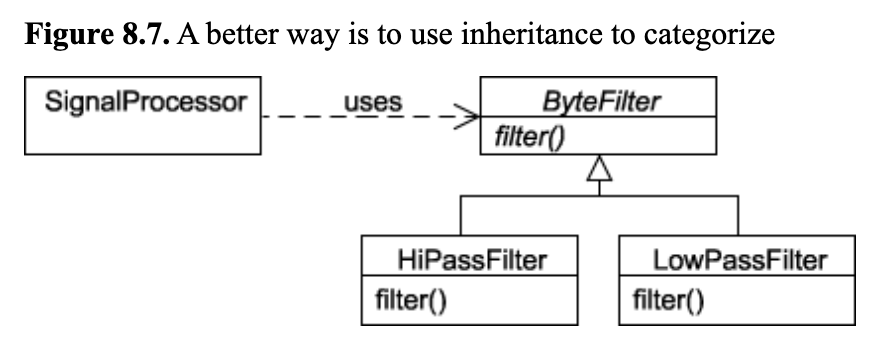 Figure 8.7. A better way is to use inheritance to categorize
SignalProcessor
uses
ByteFilter
filter()
HiPassFilter
filter()
LowPassFilter
filter()